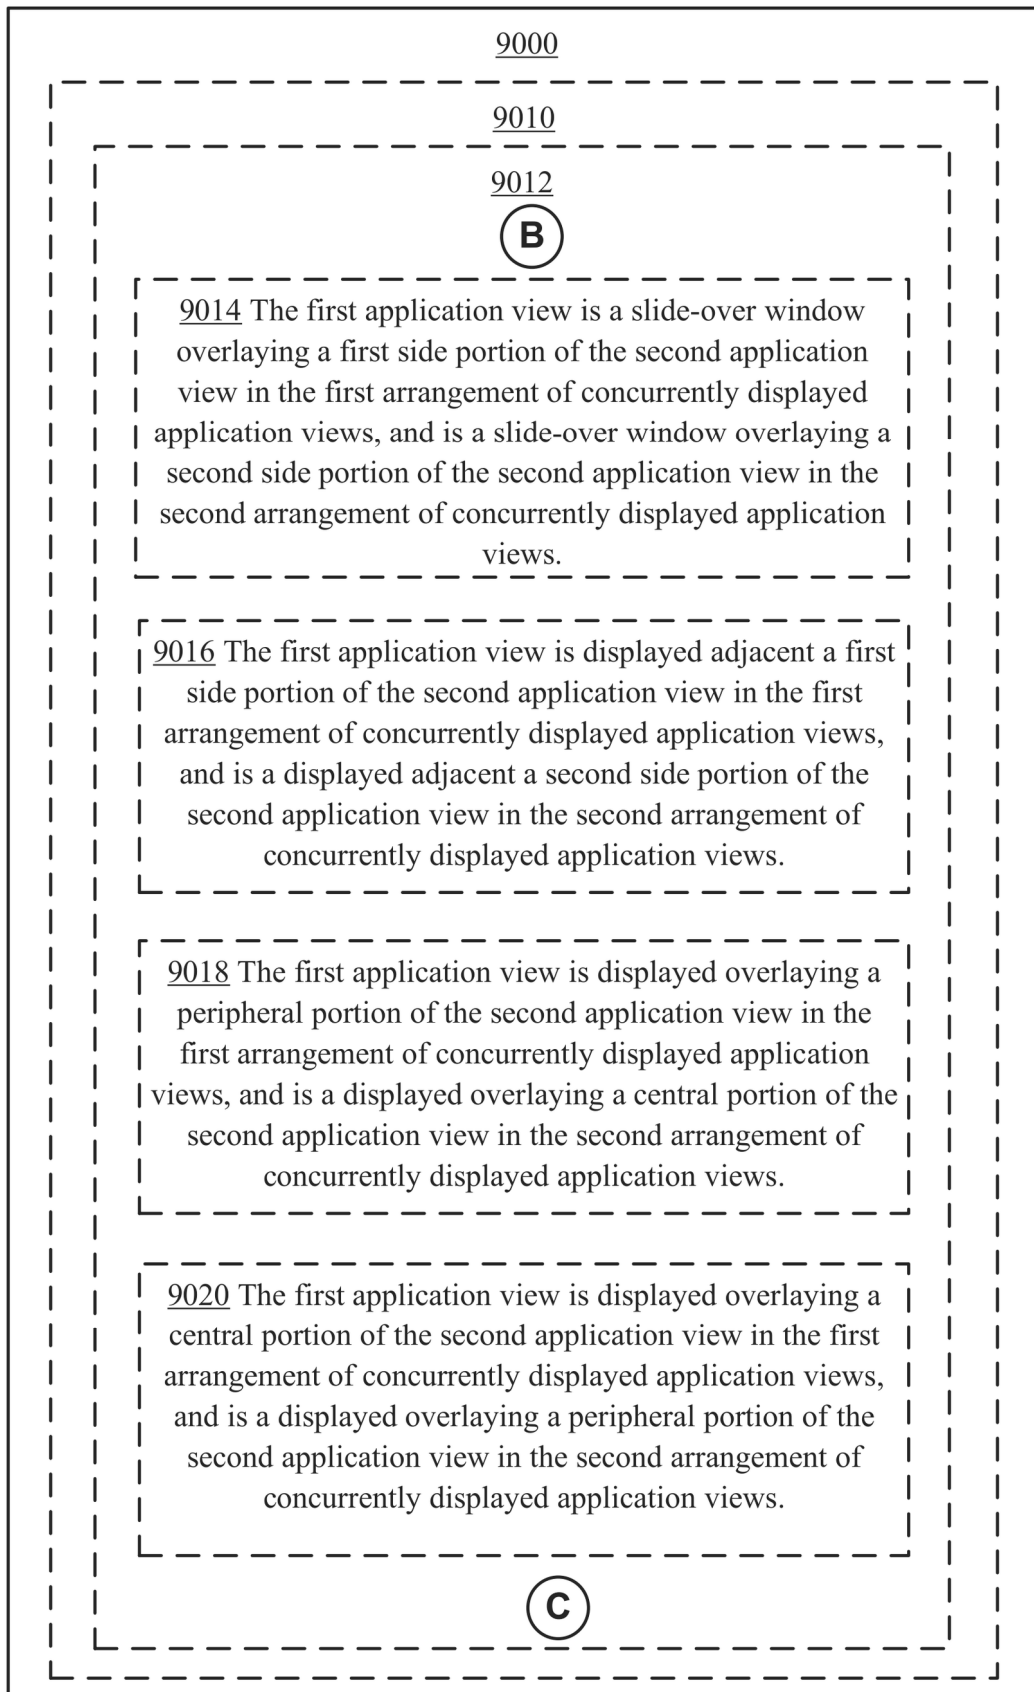 9000
9010
9012
B
9014 The first application view is a slide-over window
overlaying a first side portion of the second application
view in the first arrangement of concurrently displayed
application views, and is a slide-over window overlaying a
second side portion of the second application view in the
second arrangement of concurrently displayed application
views.
9016 The first application view is displayed adjacent a first
side portion of the second application view in the first
arrangement of concurrently displayed application views,
and is a displayed adjacent a second side portion of the
second application view in the second arrangement of
concurrently displayed application views.
9018 The first application view is displayed overlaying a
peripheral portion of the second application view in the
first arrangement of concurrently displayed application
views, and is a displayed overlaying a central portion of the
second application view in the second arrangement of
concurrently displayed application views.
9020 The first application view is displayed overlaying a
central portion of the second application view in the first
arrangement of concurrently displayed application views,
and is a displayed overlaying a peripheral portion of the
second application view in the second arrangement of
concurrently displayed application views.
C